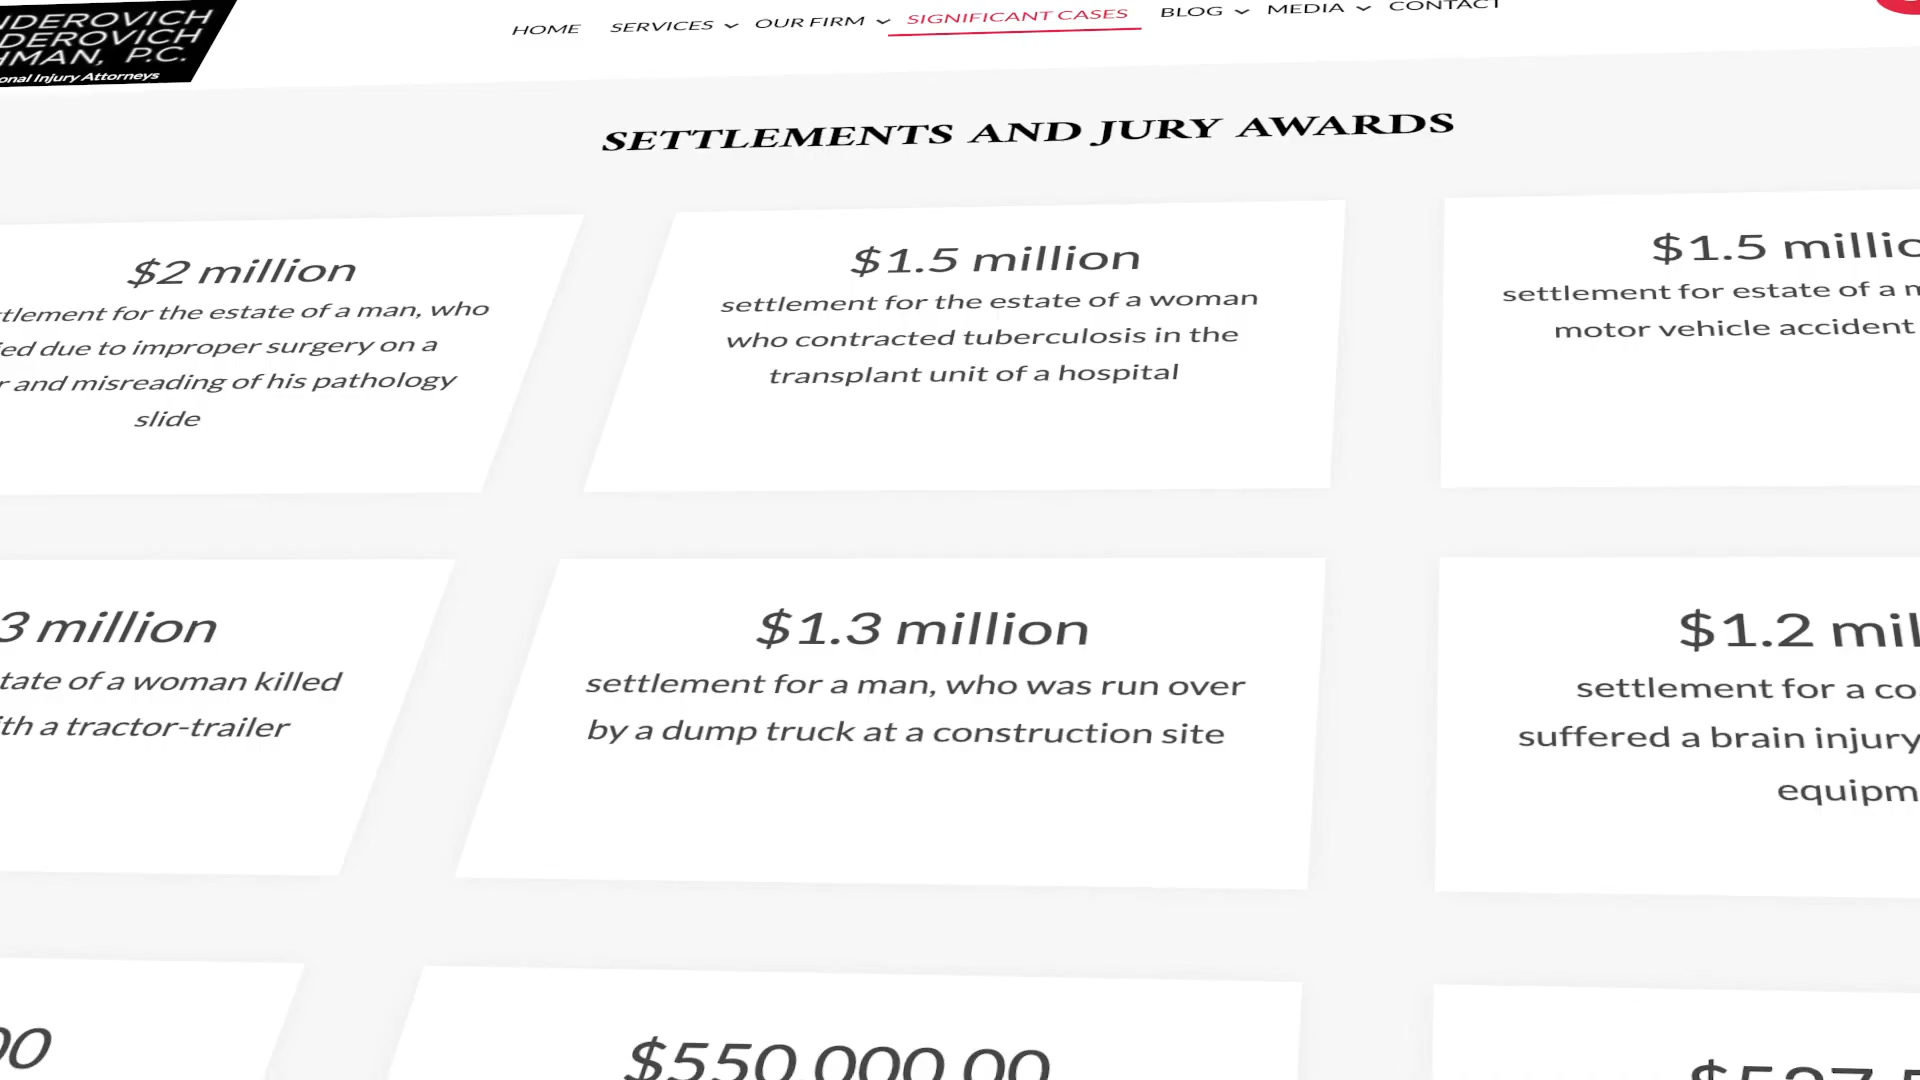 NDEROVICH
DEROVICH
HMAN, P.C.
onal Injury Attorneys
HOME SERVICES OUR FIRM SIGNIFICANT CASES BLOG MEDIA CONTACT
SETTLEMENTS AND JURY AWARDS
$2 million
tlement for the estate of a man, who
ied due to improper surgery on a
r and misreading of his pathology
slide
$1.5 million
settlement for the estate of a woman
who contracted tuberculosis in the
transplant unit of a hospital
$1.5 millio
settlement for estate of a m
motor vehicle accident
3 million
tate of a woman killed
ith a tractor-trailer
$1.3 million
settlement for a man, who was run over
by a dump truck at a construction site
$1.2 mil
settlement for a co
suffered a brain injury
equipm
00
$550,000.00